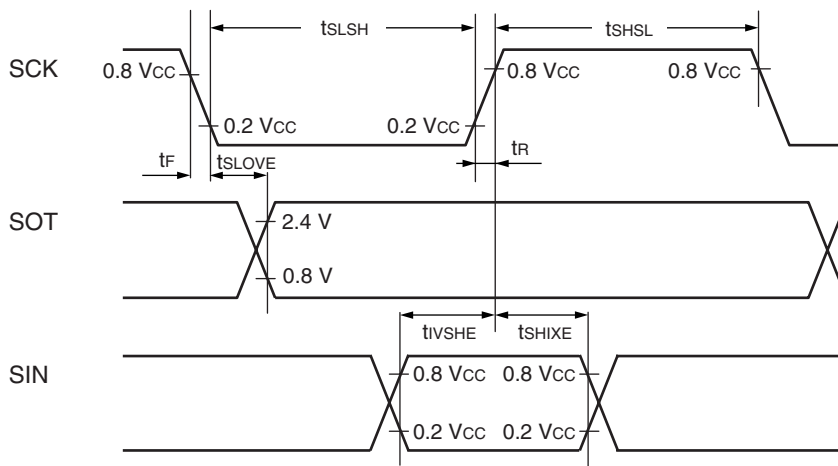 tSLSH tSHSL
SCK
0.8 VCC 0.8 VCC 0.8 VCC
0.2 VCC 0.2 VCC
tF tSLOVE tR
SOT
2.4 V
0.8 V
tIVSHE tSHIXE
SIN
0.8 VCC 0.8 VCC
0.2 VCC 0.2 VCC